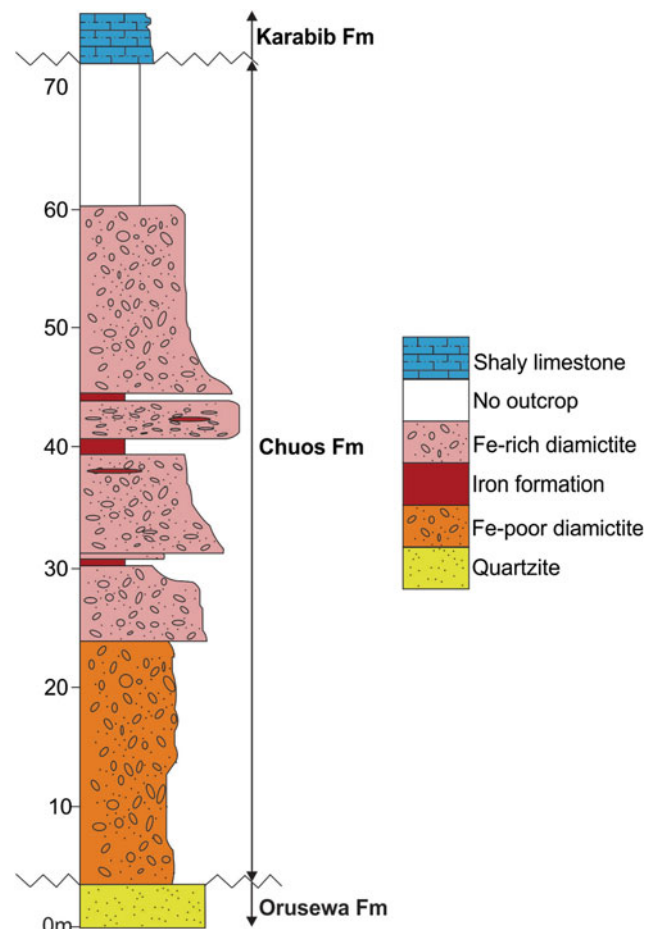 Karabib Fm
70
60
50
40
30
20
10
0m
Chuos Fm
Orusewa Fm
Shaly limestone
No outcrop
Fe-rich diamictite
Iron formation
Fe-poor diamictite
Quartzite